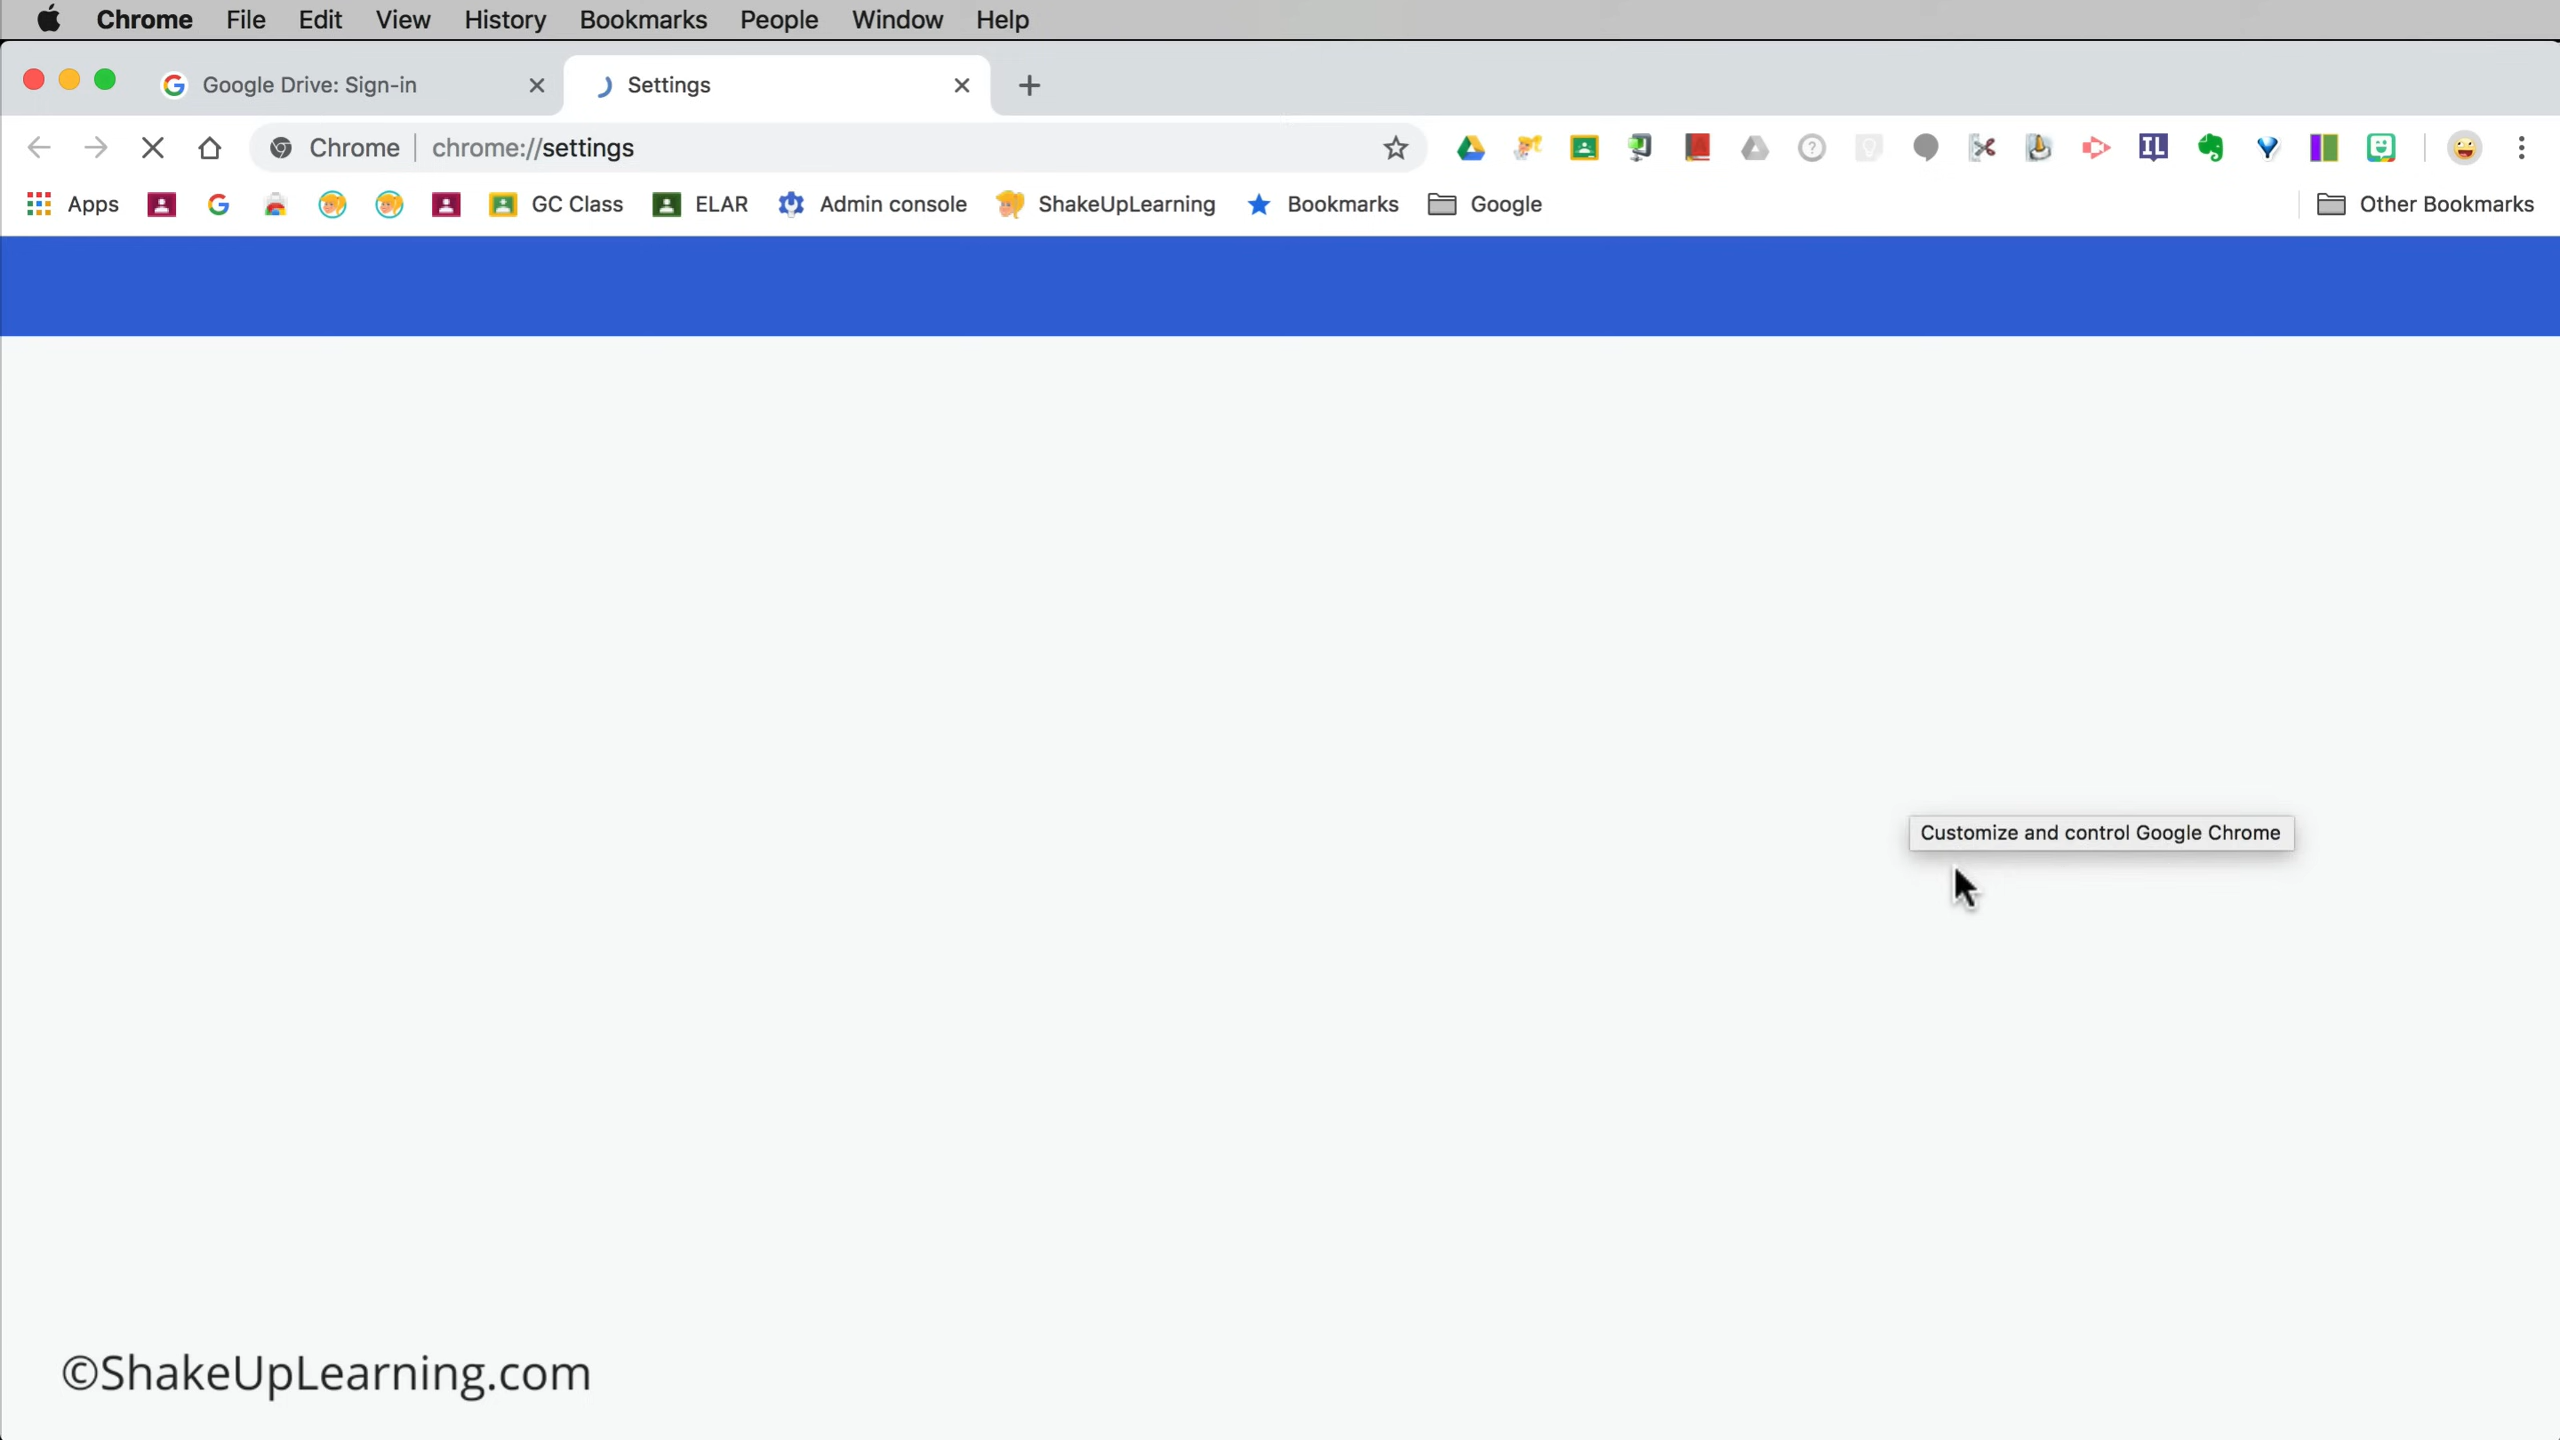 Chrome File Edit View History Bookmarks People Window Help
Google Drive: Sign-in Settings
Chrome chrome://settings IL
Apps GC Class ELAR Admin console ShakeUpLearning Bookmarks Google Other Bookmarks
Customize and control Google Chrome
©ShakeUpLearning.com